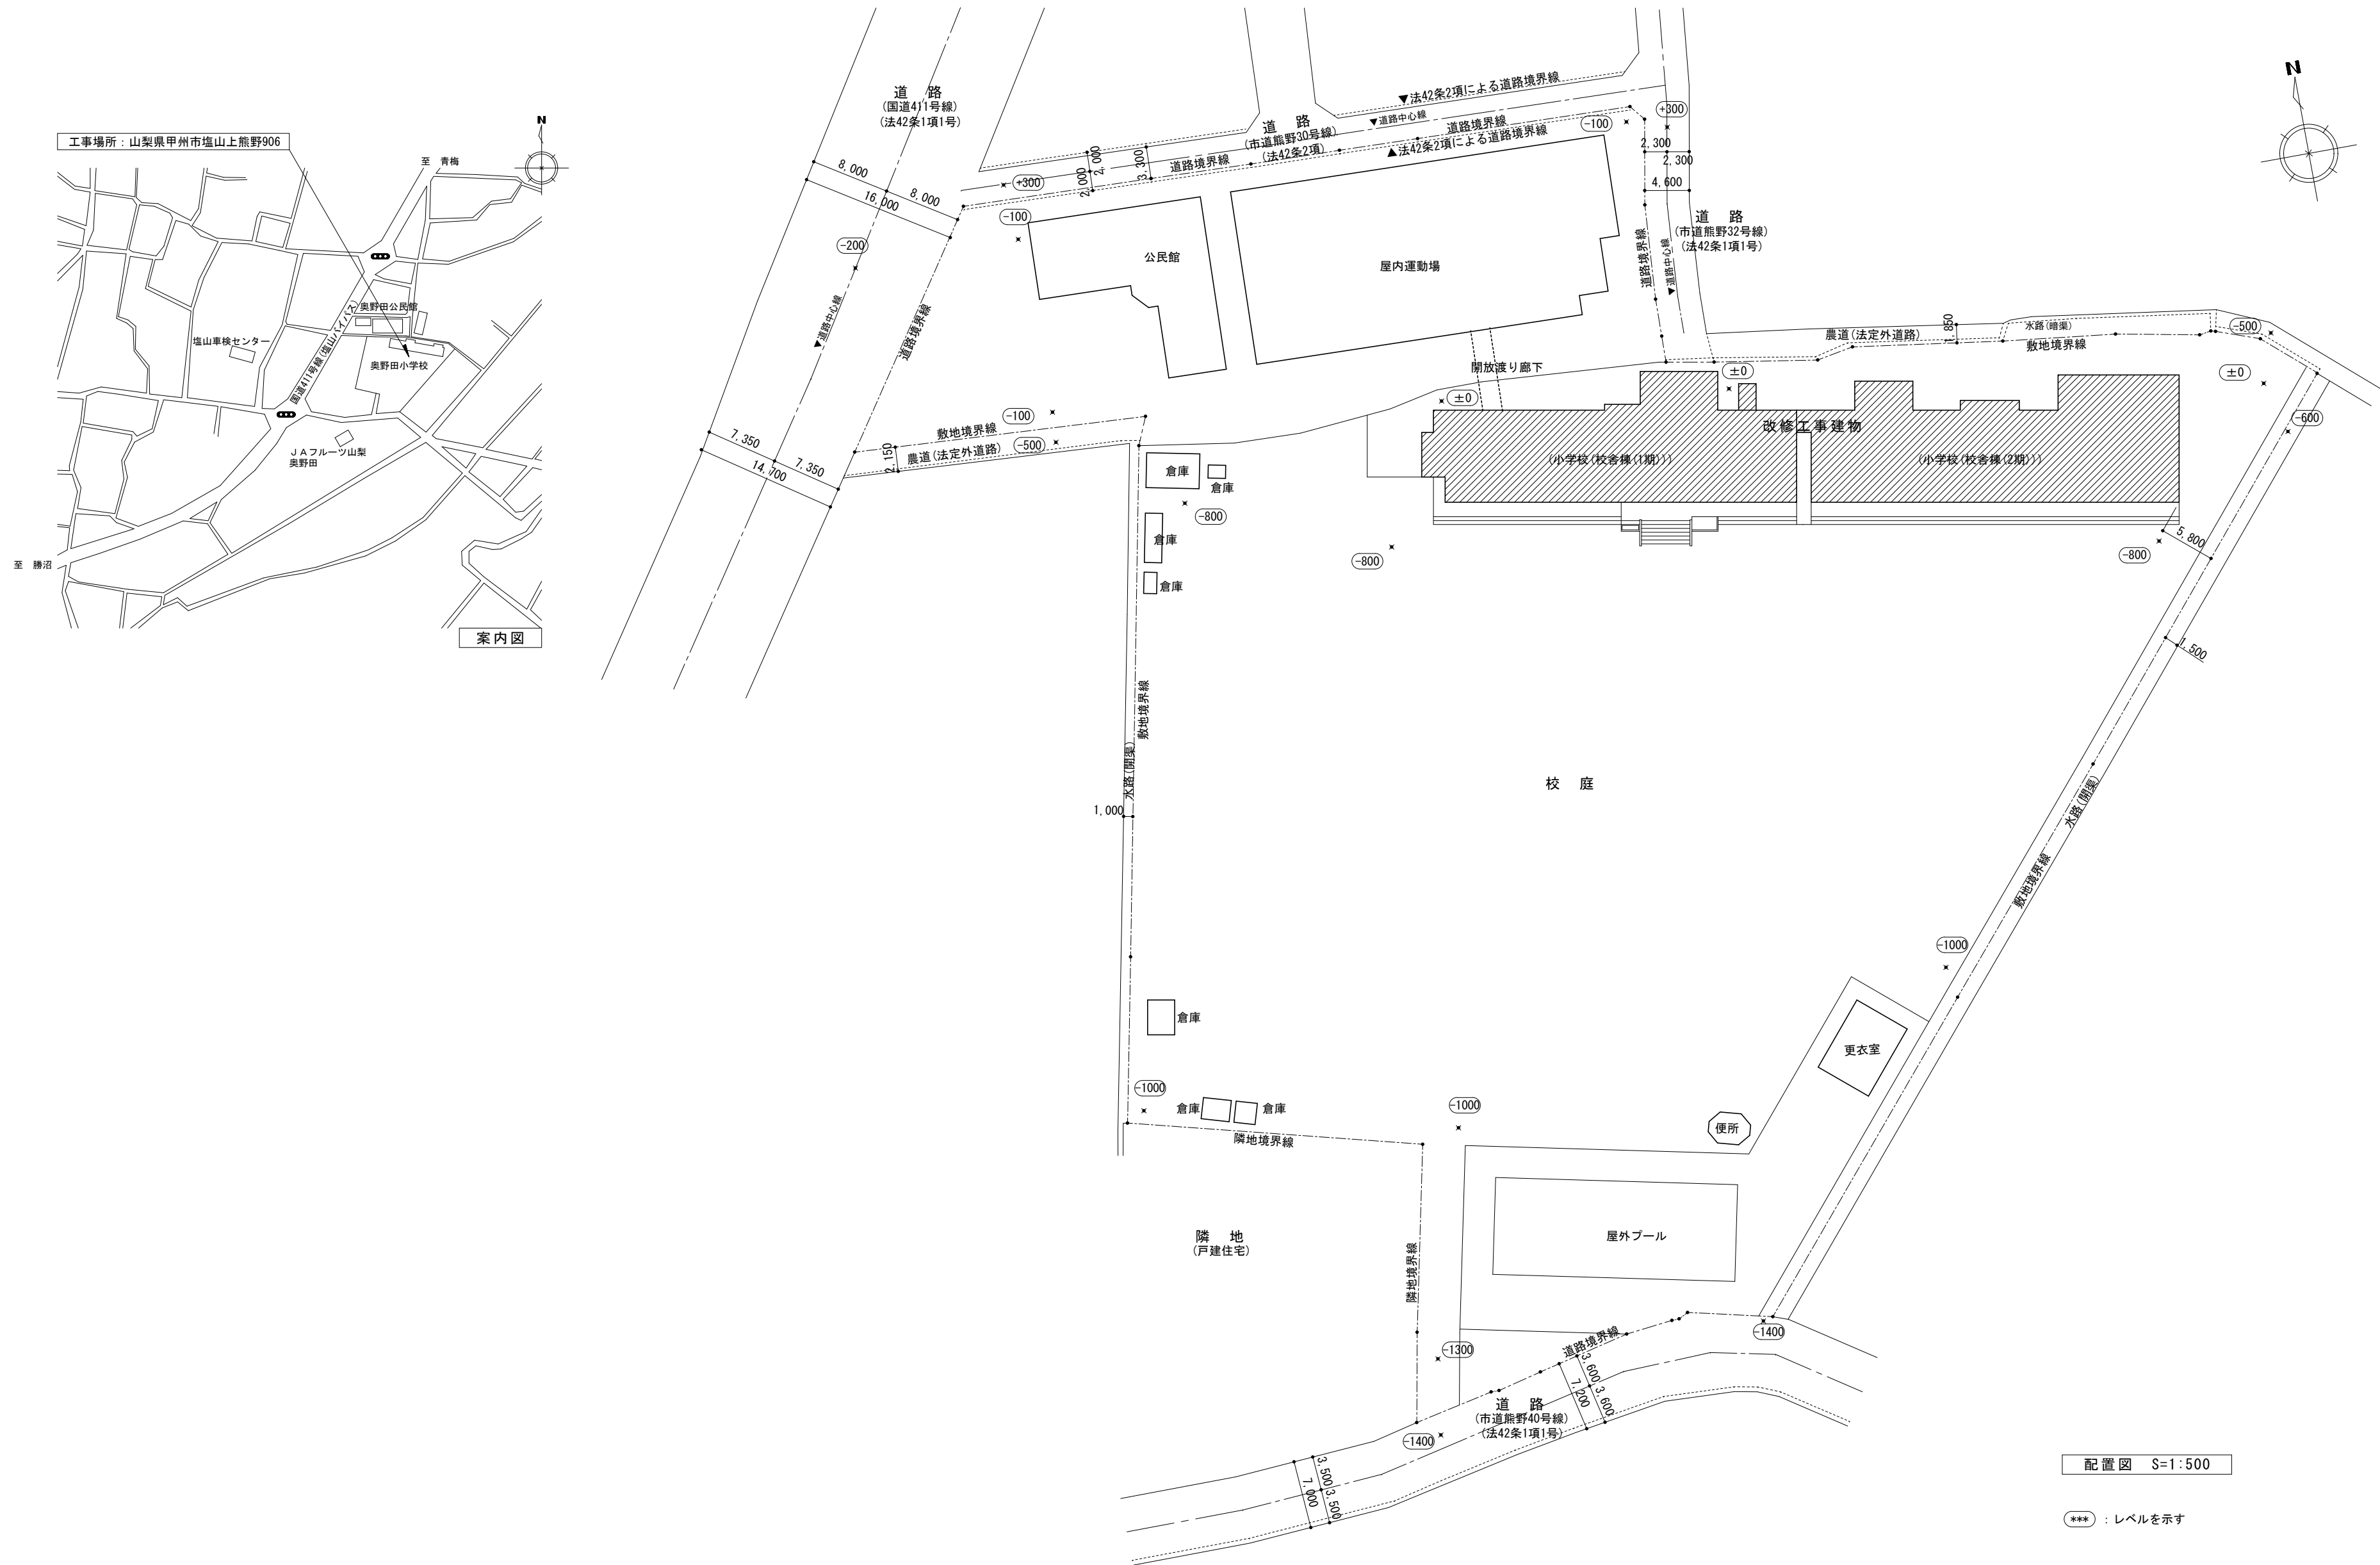 工事場所：山梨県甲州市塩山上熊野906
N
至　青梅
奥野田公民館
国道411号線(塩山バイパス)
塩山車検センター
奥野田小学校
ＪＡフルーツ山梨
奥野田
至　勝沼
案内図
道　路
(国道411号線)
(法42条1項1号)
8,000
8,000
16,000
-200
▼道路中心線
道路境界線
7,350
7,350
14,700
▼法42条2項による道路境界線
▼道路中心線
道　路
(市道熊野30号線)
(法42条2項)
道路境界線
道路境界線
▲法42条2項による道路境界線
2,000
2,000
3,300
+300
-100
-100
+300
2,300
2,300
4,600
道　路
(市道熊野32号線)
(法42条1項1号)
道路境界線
▼道路中心線
N
公民館
屋内運動場
開放渡り廊下
農道(法定外道路)
1,850
水路(暗渠)
敷地境界線
-500
±0
±0
±0
-600
改修工事建物
(小学校(校舎棟(1期)))
(小学校(校舎棟(2期)))
-100
敷地境界線
農道(法定外道路)
-500
2,150
倉庫
倉庫
-800
倉庫
倉庫
-800
-800
5,800
1,500
敷地境界線
水路(開渠)
1,000
校　庭
水路(開渠)
敷地境界線
-1000
倉庫
更衣室
-1000
倉庫
倉庫
-1000
便所
隣地境界線
隣　地
(戸建住宅)
隣地境界線
屋外プール
-1300
道路境界線
-1400
3,600
3,600
7,200
道　路
(市道熊野40号線)
(法42条1項1号)
-1400
3,500
3,500
7,000
配置図　S=1:500
*** ：レベルを示す